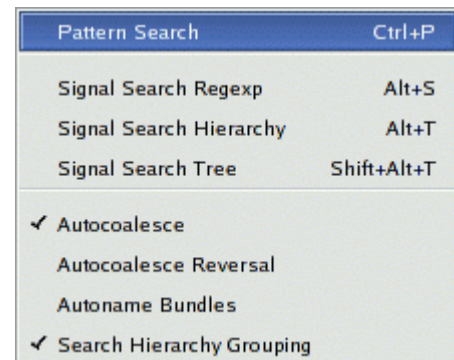 Pattern Search Ctrl+P
Signal Search Regexp Alt+S
Signal Search Hierarchy Alt+T
Signal Search Tree Shift+Alt+T
✓ Autocoalesce
Autocoalesce Reversal
Autoname Bundles
✓ Search Hierarchy Grouping